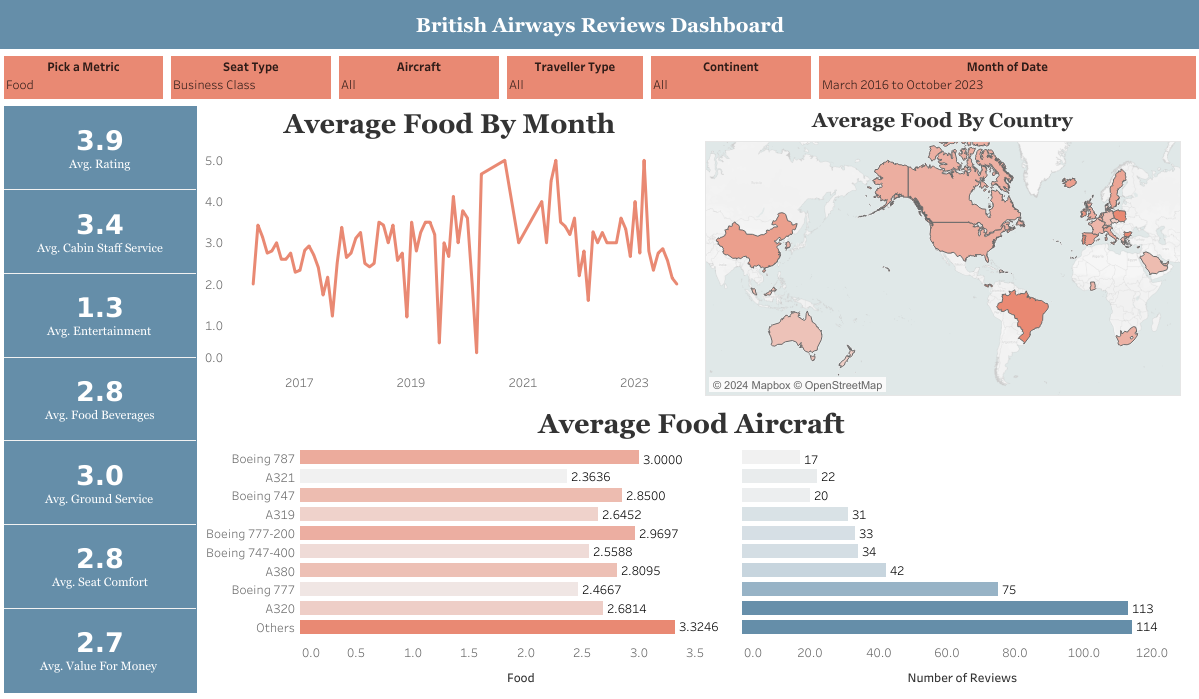 British Airways Reviews Dashboard
Pick a Metric
Food
Seat Type
Business Class
Aircraft
All
Traveller Type
All
Continent
All
Month of Date
March 2016 to October 2023
3.9
Avg. Rating
3.4
Avg. Cabin Staff Service
1.3
Avg. Entertainment
2.8
Avg. Food Beverages
3.0
Avg. Ground Service
2.8
Avg. Seat Comfort
2.7
Avg. Value For Money
Average Food By Month
5.0
4.0
3.0
2.0
1.0
0.0
2017 2019 2021 2023
Average Food By Country
© 2024 Mapbox © OpenStreetMap
Average Food Aircraft
Boeing 787 3.0000 17
A321 2.3636 22
Boeing 747 2.8500 20
A319 2.6452 31
Boeing 777-200 2.9697 33
Boeing 747-400 2.5588 34
A380 2.8095 42
Boeing 777 2.4667 75
A320 2.6814 113
Others 3.3246 114
0.0 0.5 1.0 1.5 2.0 2.5 3.0 3.5 0.0 20.0 40.0 60.0 80.0 100.0 120.0
Food Number of Reviews